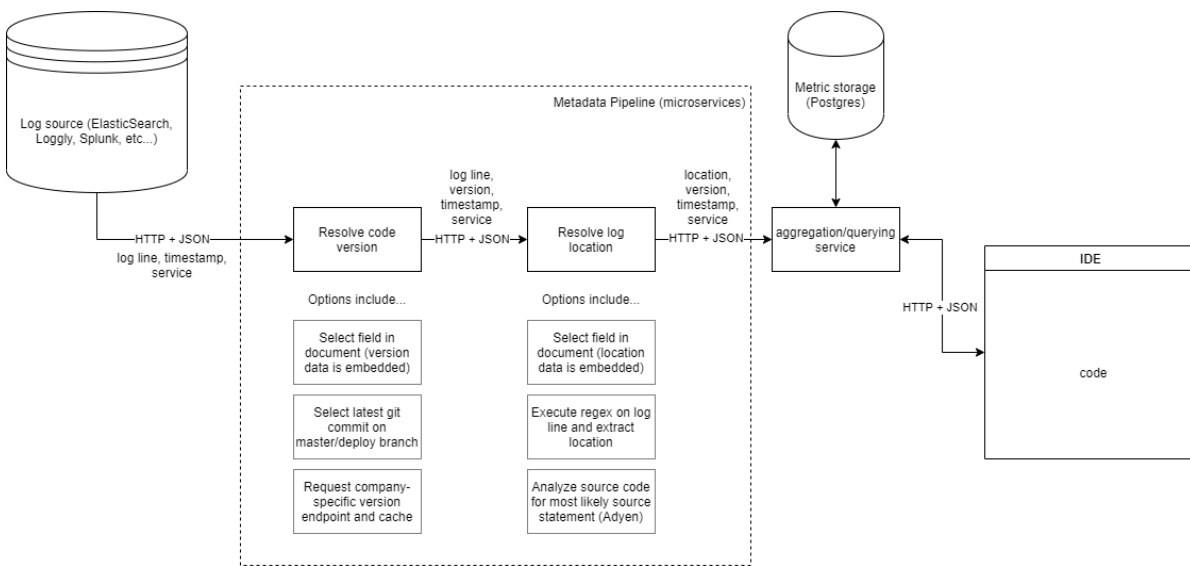 Log source (ElasticSearch,
Loggly, Splunk, etc...)
Metadata Pipeline (microservices)
Metric storage
(Postgres)
HTTP + JSON
log line, timestamp,
service
Resolve code
version
log line,
version,
timestamp,
service
HTTP + JSON
Resolve log
location
location,
version,
timestamp,
service
HTTP + JSON
aggregation/querying
service
HTTP + JSON
IDE
code
Options include...
Select field in
document (version
data is embedded)
Select latest git
commit on
master/deploy branch
Request company-
specific version
endpoint and cache
Options include...
Select field in
document (location
data is embedded)
Execute regex on log
line and extract
location
Analyze source code
for most likely source
statement (Adyen)